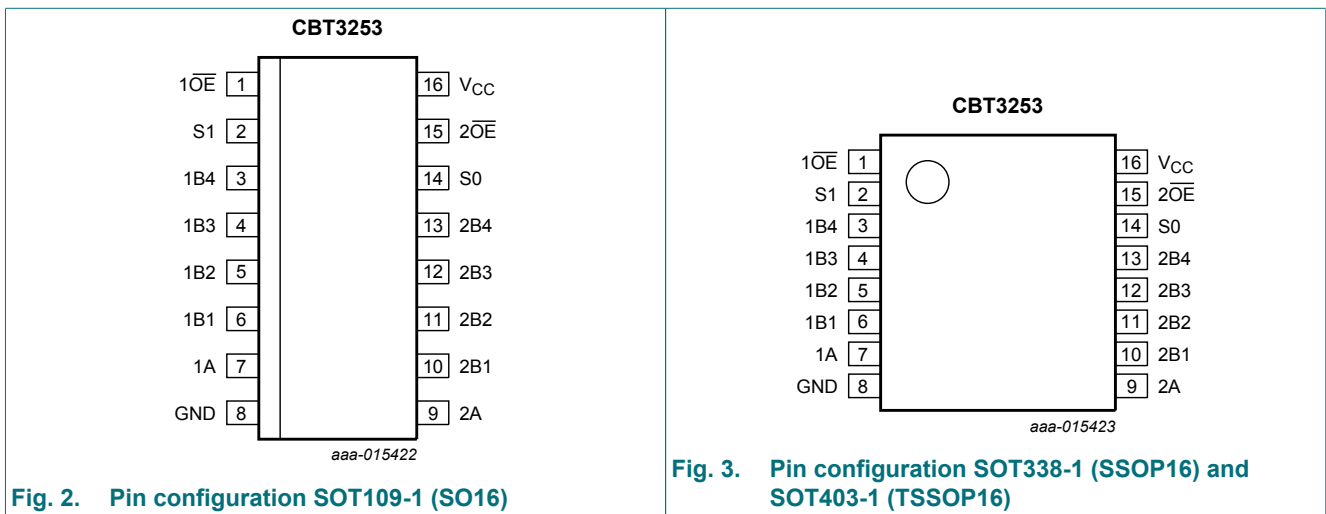 CBT3253
1O̅E̅ 1 16 VCC
S1 2 15 2O̅E̅
1B4 3 14 S0
1B3 4 13 2B4
1B2 5 12 2B3
1B1 6 11 2B2
1A 7 10 2B1
GND 8 9 2A
aaa-015422
Fig. 2. Pin configuration SOT109-1 (SO16)
CBT3253
1O̅E̅ 1 16 VCC
S1 2 15 2O̅E̅
1B4 3 14 S0
1B3 4 13 2B4
1B2 5 12 2B3
1B1 6 11 2B2
1A 7 10 2B1
GND 8 9 2A
aaa-015423
Fig. 3. Pin configuration SOT338-1 (SSOP16) and
SOT403-1 (TSSOP16)